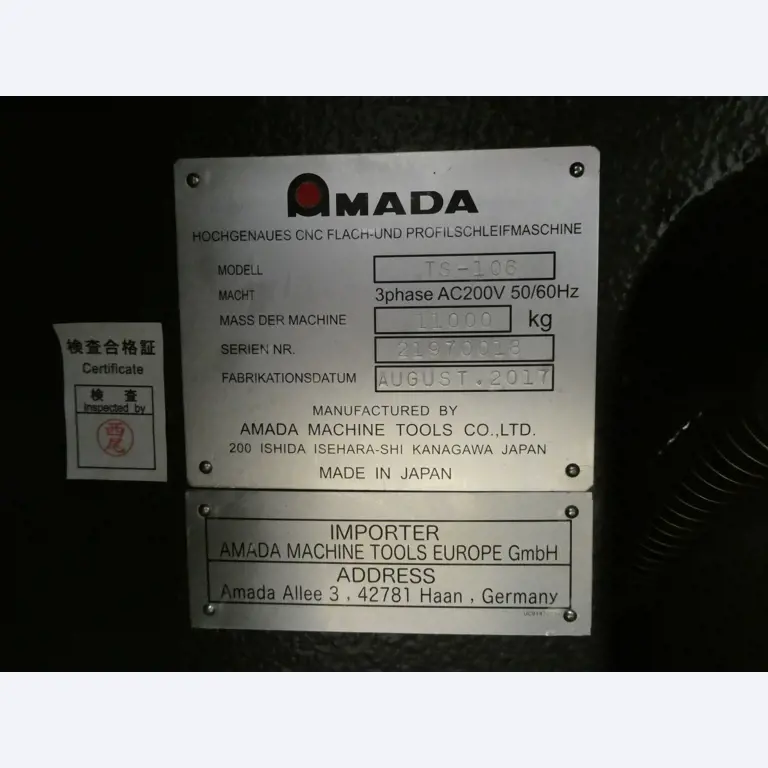 AMADA
HOCHGENAUES CNC FLACH-UND PROFILSCHLEIFMASCHINE
MODELL TS-106
MACHT 3phase AC200V 50/60Hz
MASS DER MACHINE 11000 kg
SERIEN NR. 21970018
FABRIKATIONSDATUM AUGUST.2017
MANUFACTURED BY
AMADA MACHINE TOOLS CO.,LTD.
200 ISHIDA ISEHARA-SHI KANAGAWA JAPAN
MADE IN JAPAN
検査合格証
Certificate
検 査
Inspected by
西尾
IMPORTER
AMADA MACHINE TOOLS EUROPE GmbH
ADDRESS
Amada Allee 3 , 42781 Haan , Germany